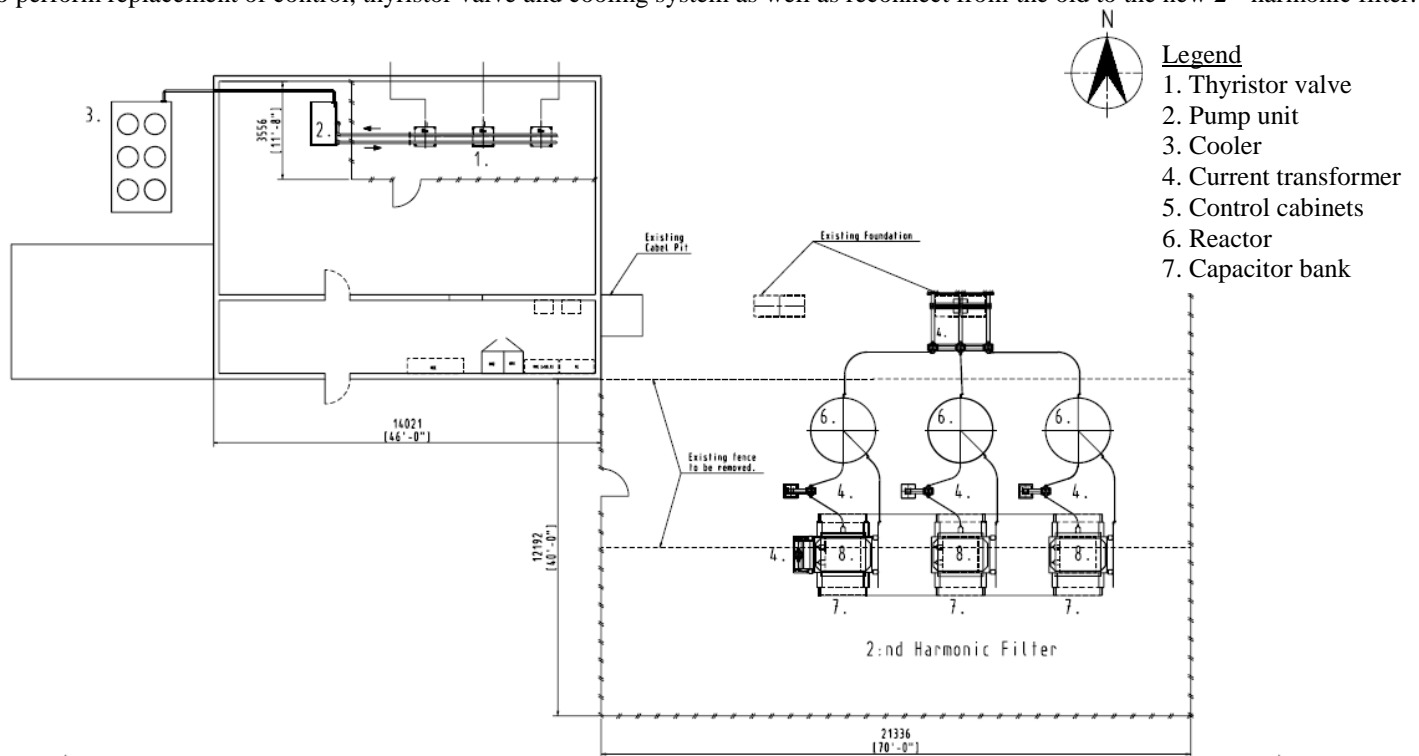 o perform replacement of control, thyristor valve and cooling system as well as reconnect from the old to the new 2nd harmonic filter.
N
Legend
1. Thyristor valve
2. Pump unit
3. Cooler
4. Current transformer
5. Control cabinets
6. Reactor
7. Capacitor bank
3.
2.
3556
[11'-8"]
1.
Existing
Cabel Pit
Existing Foundation
4.
14021
[46'-0"]
Existing fence
to be removed.
6.
6.
6.
4.
4.
4.
12192
[40'-0"]
4.
8.
8.
8.
7.
7.
7.
2:nd Harmonic Filter
21336
[70'-0"]